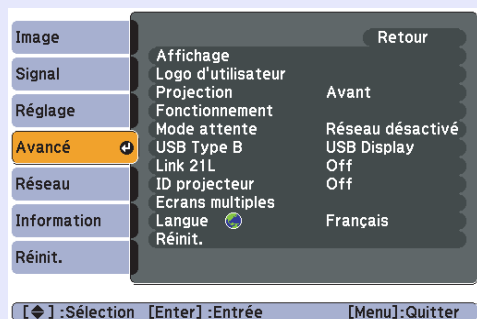 Image
Signal
Réglage
Avancé
Réseau
Information
Réinit.
Retour
Affichage
Logo d'utilisateur
Projection Avant
Fonctionnement
Mode attente Réseau désactivé
USB Type B USB Display
Link 21L Off
ID projecteur Off
Ecrans multiples
Langue Français
Réinit.
[ ] :Sélection [Enter] :Entrée [Menu]:Quitter